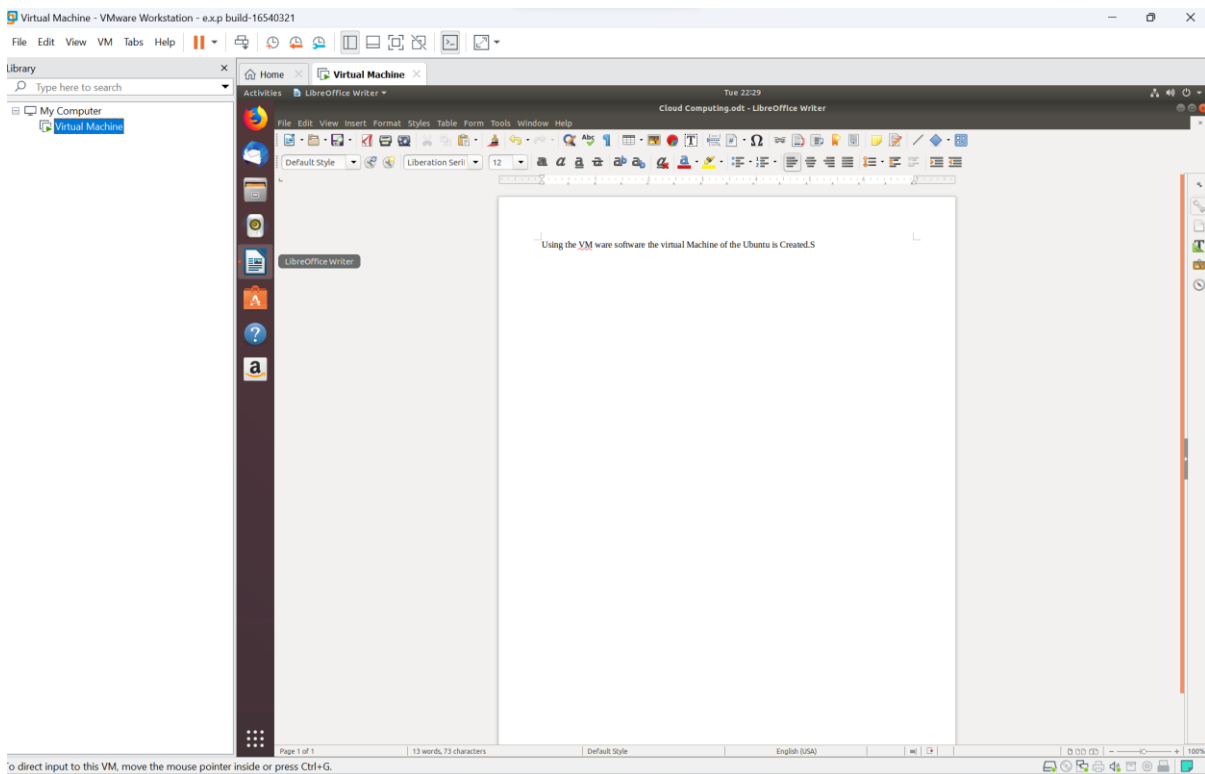 Virtual Machine - VMware Workstation - e.x.p build-16540321
File Edit View VM Tabs Help
Library
Type here to search
My Computer
Virtual Machine
Home
Virtual Machine
Activities LibreOffice Writer Tue 22:29
Cloud Computing.odt - LibreOffice Writer
File Edit View Insert Format Styles Table Form Tools Window Help
Default Style Liberation Seri 12
Using the VM ware software the virtual Machine of the Ubuntu is Created.S
LibreOffice Writer
Page 1 of 1 13 words, 73 characters Default Style English (USA) 100%
To direct input to this VM, move the mouse pointer inside or press Ctrl+G.